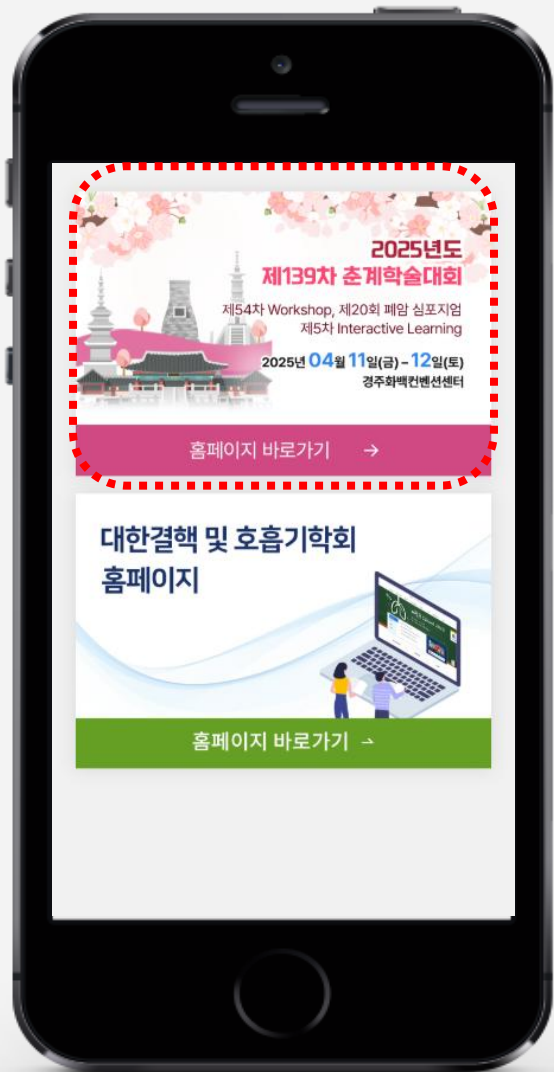 2025년도
제139차 춘계학술대회
제54차 Workshop, 제20회 폐암 심포지엄
제5차 Interactive Learning
2025년 04월 11일(금) – 12일(토)
경주화백컨벤션센터
홈페이지 바로가기 →
대한결핵 및 호흡기학회
홈페이지
홈페이지 바로가기